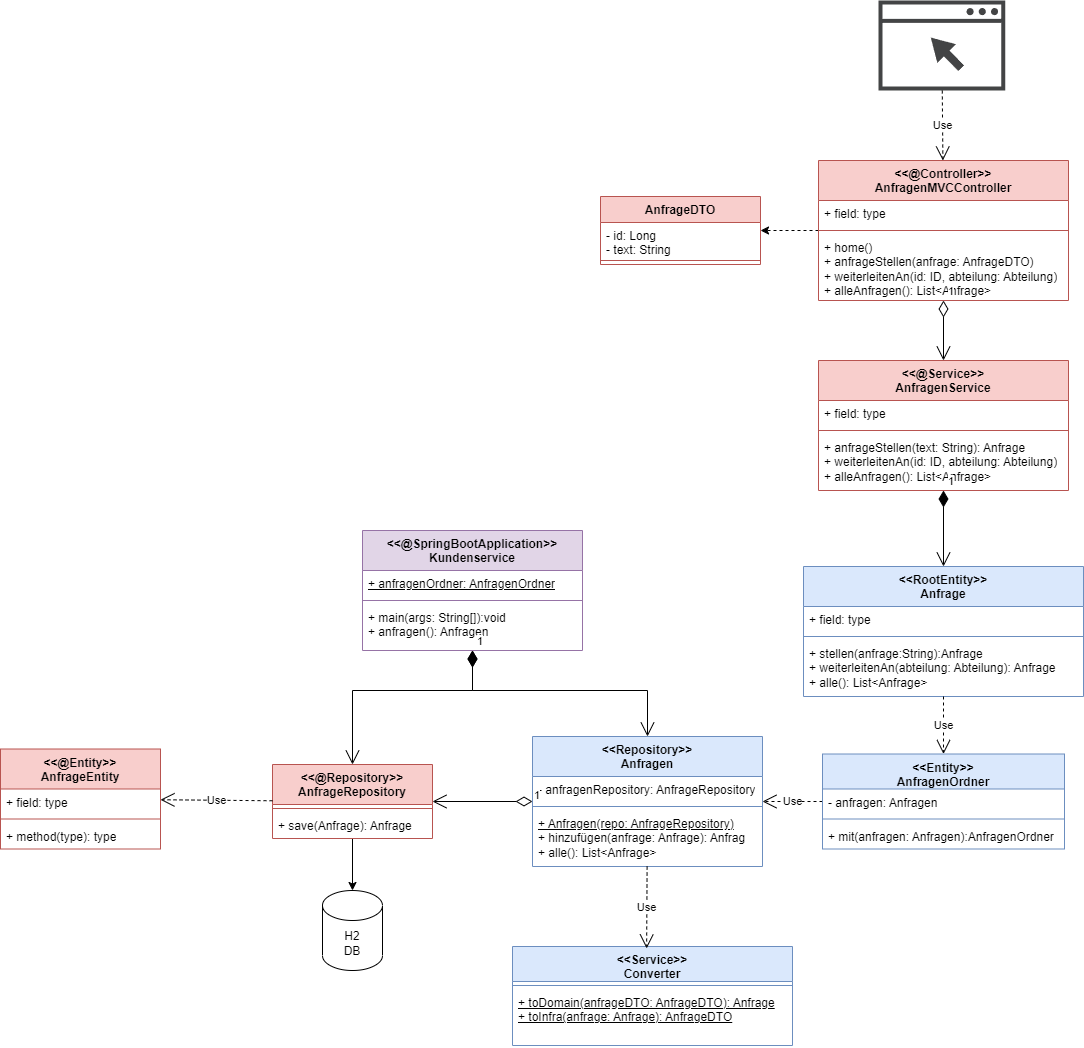 Use
<<@Controller>>
AnfragenMVCController
+ field: type
+ home()
+ anfrageStellen(anfrage: AnfrageDTO)
+ weiterleitenAn(id: ID, abteilung: Abteilung)
+ alleAnfragen(): List<Anfrage>
1
AnfrageDTO
- id: Long
- text: String
<<@Service>>
AnfragenService
+ field: type
+ anfrageStellen(text: String): Anfrage
+ weiterleitenAn(id: ID, abteilung: Abteilung)
+ alleAnfragen(): List<Anfrage>
1
<<@SpringBootApplication>>
Kundenservice
+ anfragenOrdner: AnfragenOrdner
+ main(args: String[]):void
+ anfragen(): Anfragen
1
<<RootEntity>>
Anfrage
+ field: type
+ stellen(anfrage:String):Anfrage
+ weiterleitenAn(abteilung: Abteilung): Anfrage
+ alle(): List<Anfrage>
Use
<<@Entity>>
AnfrageEntity
+ field: type
+ method(type): type
Use
<<@Repository>>
AnfrageRepository
+ save(Anfrage): Anfrage
<<Repository>>
Anfragen
- anfragenRepository: AnfrageRepository
1
+ Anfragen(repo: AnfrageRepository)
+ hinzufügen(anfrage: Anfrage): Anfrag
+ alle(): List<Anfrage>
Use
<<Entity>>
AnfragenOrdner
- anfragen: Anfragen
+ mit(anfragen: Anfragen):AnfragenOrdner
H2
DB
Use
<<Service>>
Converter
+ toDomain(anfrageDTO: AnfrageDTO): Anfrage
+ toInfra(anfrage: Anfrage): AnfrageDTO